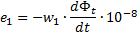 e₁ = −w₁ · dΦₜ/dt · 10⁻⁸